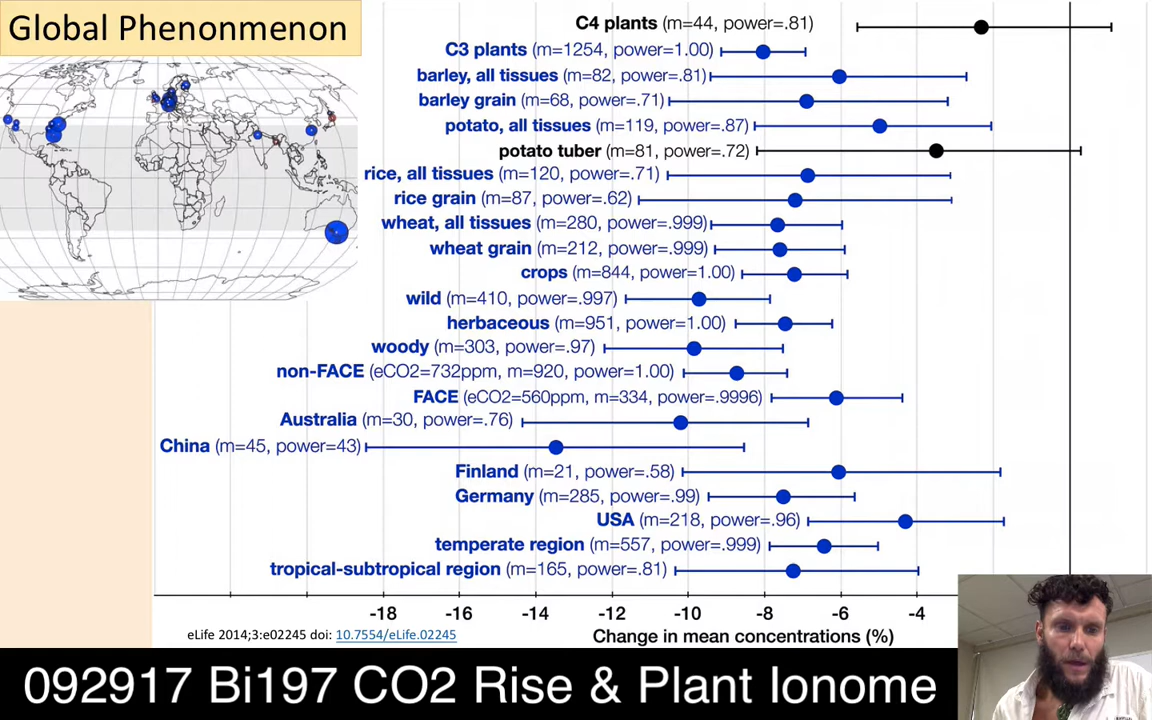 Global Phenonmenon
C4 plants (m=44, power=.81)
C3 plants (m=1254, power=1.00)
barley, all tissues (m=82, power=.81)
barley grain (m=68, power=.71)
potato, all tissues (m=119, power=.87)
potato tuber (m=81, power=.72)
rice, all tissues (m=120, power=.71)
rice grain (m=87, power=.62)
wheat, all tissues (m=280, power=.999)
wheat grain (m=212, power=.999)
crops (m=844, power=1.00)
wild (m=410, power=.997)
herbaceous (m=951, power=1.00)
woody (m=303, power=.97)
non-FACE (eCO2=732ppm, m=920, power=1.00)
FACE (eCO2=560ppm, m=334, power=.9996)
Australia (m=30, power=.76)
China (m=45, power=43)
Finland (m=21, power=.58)
Germany (m=285, power=.99)
USA (m=218, power=.96)
temperate region (m=557, power=.999)
tropical-subtropical region (m=165, power=.81)
-18 -16 -14 -12 -10 -8 -6 -4
eLife 2014;3:e02245 doi: 10.7554/eLife.02245
Change in mean concentrations (%)
092917 Bi197 CO2 Rise & Plant Ionome